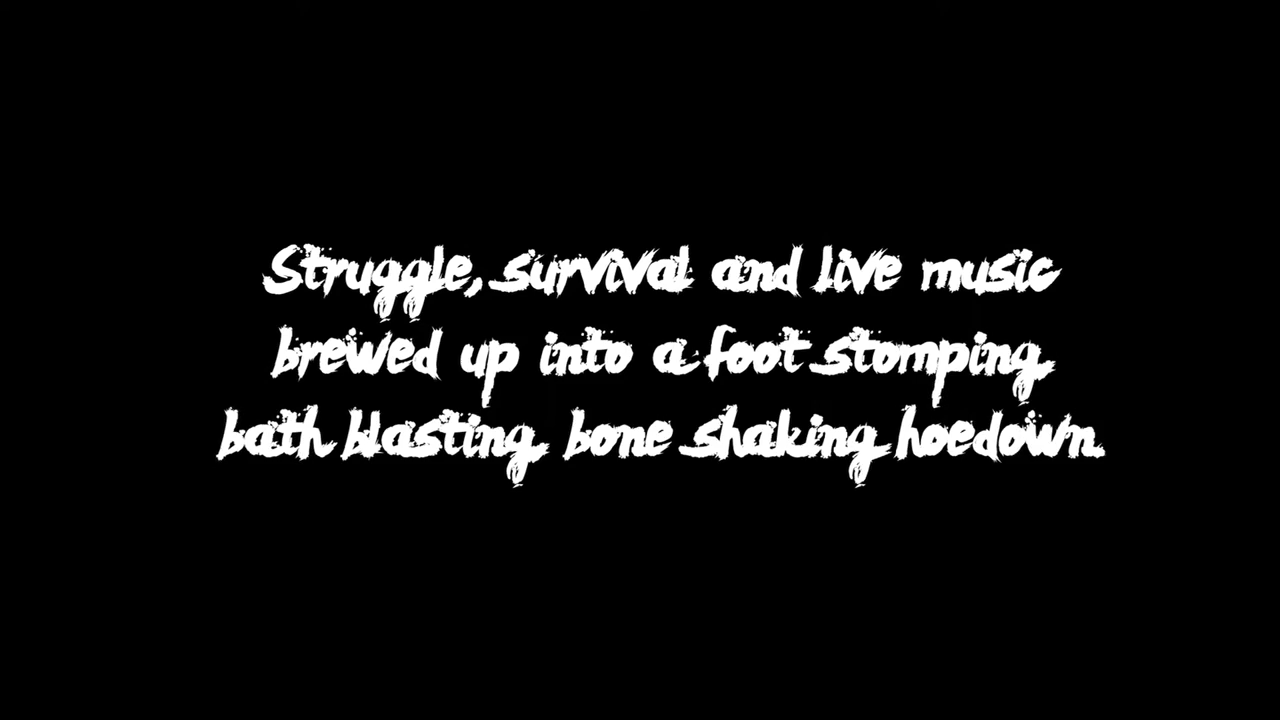 Struggle, survival and live music
brewed up into a foot stomping
bath blasting bone shaking hoedown